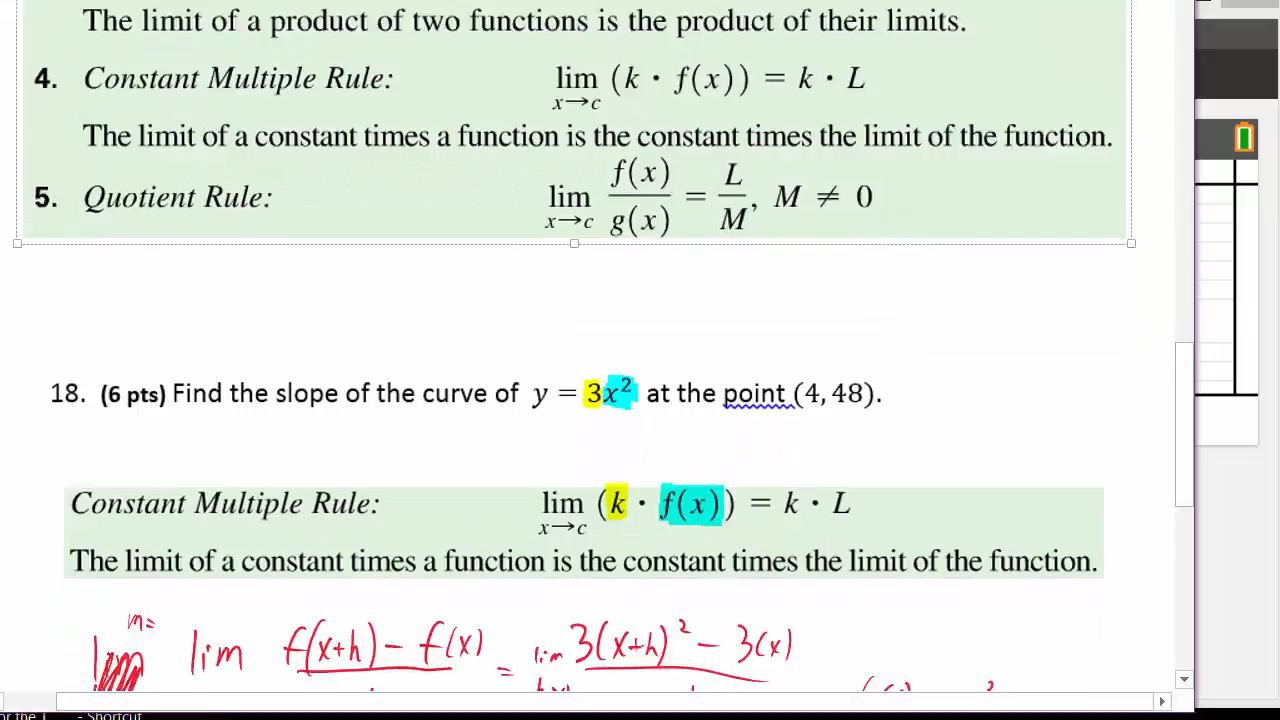 The limit of a product of two functions is the product of their limits.
4. Constant Multiple Rule: lim x→c (k · f(x)) = k · L
The limit of a constant times a function is the constant times the limit of the function.
5. Quotient Rule: lim x→c f(x)/g(x) = L/M, M ≠ 0
18. (6 pts) Find the slope of the curve of y = 3x² at the point (4, 48).
Constant Multiple Rule: lim x→c (k · f(x)) = k · L
The limit of a constant times a function is the constant times the limit of the function.
m=
lim f(x+h) − f(x) = lim 3(x+h)² − 3(x)
- Shortcut